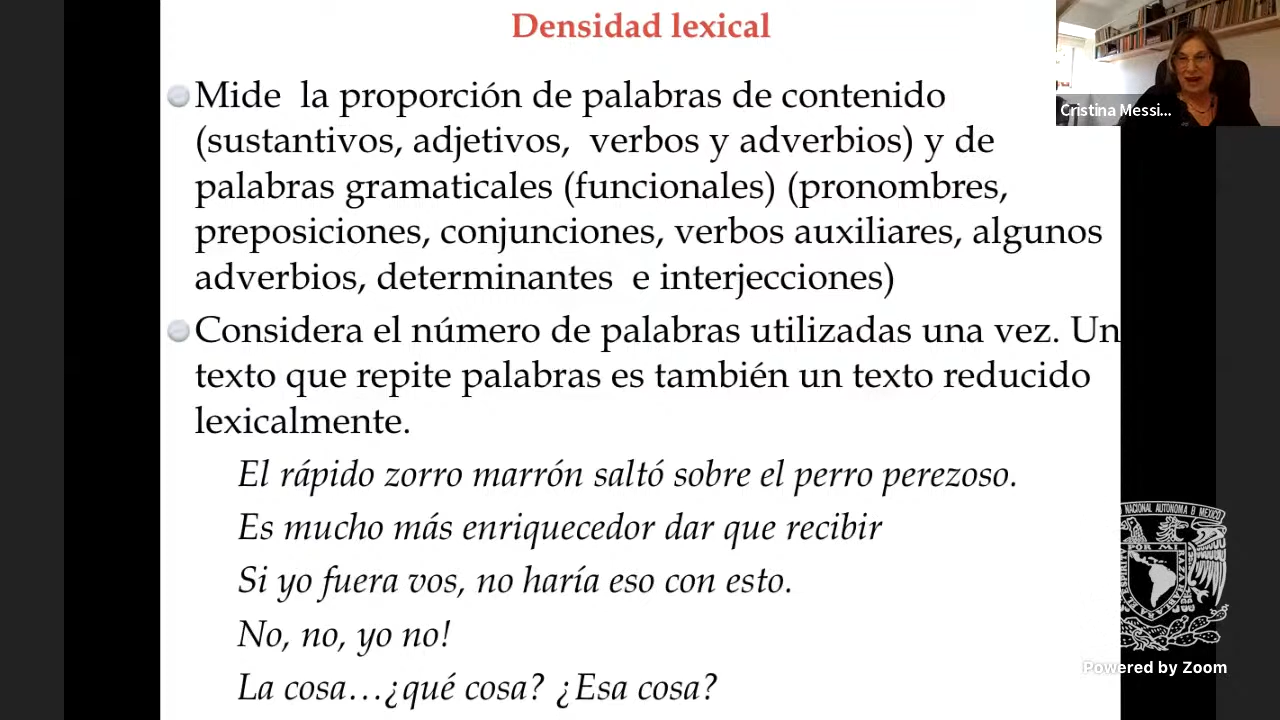 Densidad lexical
Mide la proporción de palabras de contenido
(sustantivos, adjetivos, verbos y adverbios) y de
palabras gramaticales (funcionales) (pronombres,
preposiciones, conjunciones, verbos auxiliares, algunos
adverbios, determinantes e interjecciones)
Considera el número de palabras utilizadas una vez. Un
texto que repite palabras es también un texto reducido
lexicalmente.
El rápido zorro marrón saltó sobre el perro perezoso.
Es mucho más enriquecedor dar que recibir
Si yo fuera vos, no haría eso con esto.
No, no, yo no!
La cosa…¿qué cosa? ¿Esa cosa?
Cristina Messi...
NACIONAL AUTONOMA
POR MI
Powered by Zoom